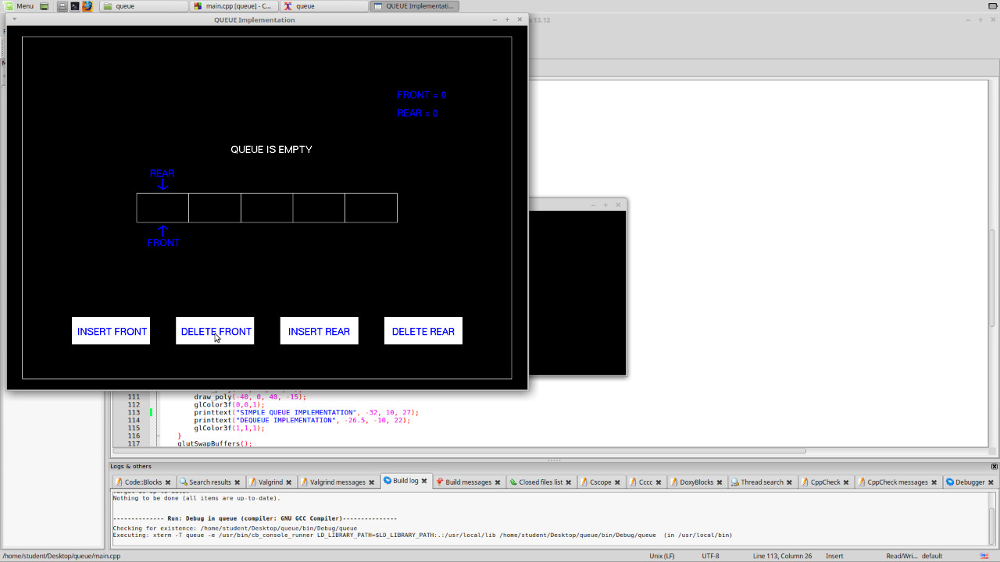 Menu
queue
main.cpp [queue] - C...
queue
QUEUE Implementati...
QUEUE Implementation
s 13.12
FRONT = 0
REAR = 0
QUEUE IS EMPTY
REAR
FRONT
INSERT FRONT
DELETE FRONT
INSERT REAR
DELETE REAR
111 draw_poly(-40, 0, 40, -15);
112 glColor3f(0,0,1);
113 printtext("SIMPLE QUEUE IMPLEMENTATION", -32, 10, 27);
114 printtext("DEQUEUE IMPLEMENTATION", -26.5, -10, 22);
115 glColor3f(1,1,1);
116 }
117 glutSwapBuffers();
Logs & others
Code::Blocks
Search results
Valgrind
Valgrind messages
Build log
Build messages
Closed files list
Cscope
Cccc
DoxyBlocks
Thread search
CppCheck
CppCheck messages
Debugger
Nothing to be done (all items are up-to-date).
-------------- Run: Debug in queue (compiler: GNU GCC Compiler)---------------
Checking for existence: /home/student/Desktop/queue/bin/Debug/queue
Executing: xterm -T queue -e /usr/bin/cb_console_runner LD_LIBRARY_PATH=$LD_LIBRARY_PATH:.:/usr/local/lib /home/student/Desktop/queue/bin/Debug/queue  (in /usr/local/bin)
/home/student/Desktop/queue/main.cpp
Unix (LF)
UTF-8
Line 113, Column 26
Insert
Read/Wri...
default